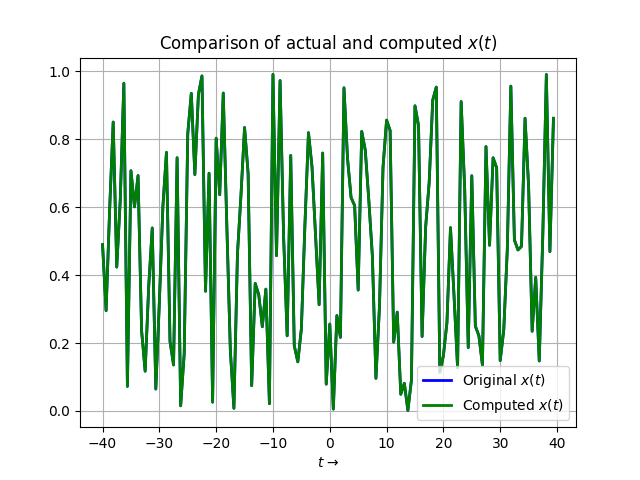 Comparison of actual and computed x(t)
1.0
0.8
0.6
0.4
0.2
0.0
Original x(t)
Computed x(t)
−40 −30 −20 −10 0 10 20 30 40
t →